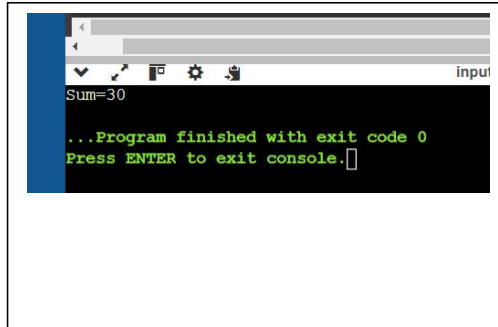 input
Sum=30
...Program finished with exit code 0
Press ENTER to exit console.